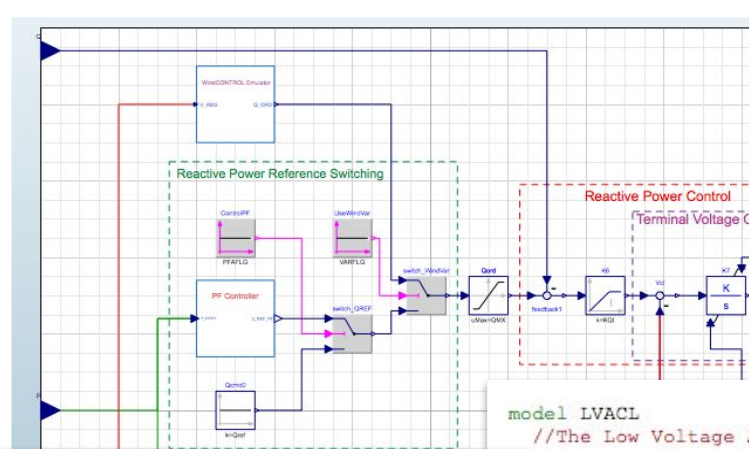 WindCONTROL Emulator
V_REG
Q_ORD
Reactive Power Reference Switching
Reactive Power Control
Terminal Voltage C
ControlPF
UseWindVar
PFAFLG
VARFLG
switch_WindVar
Qord
K6
Vcl
K7
K
s
PF Controller
switch_QREF
uMax=QMX
feedback1
k=KQI
Qcmd0
k=Qref
model LVACL
//The Low Voltage